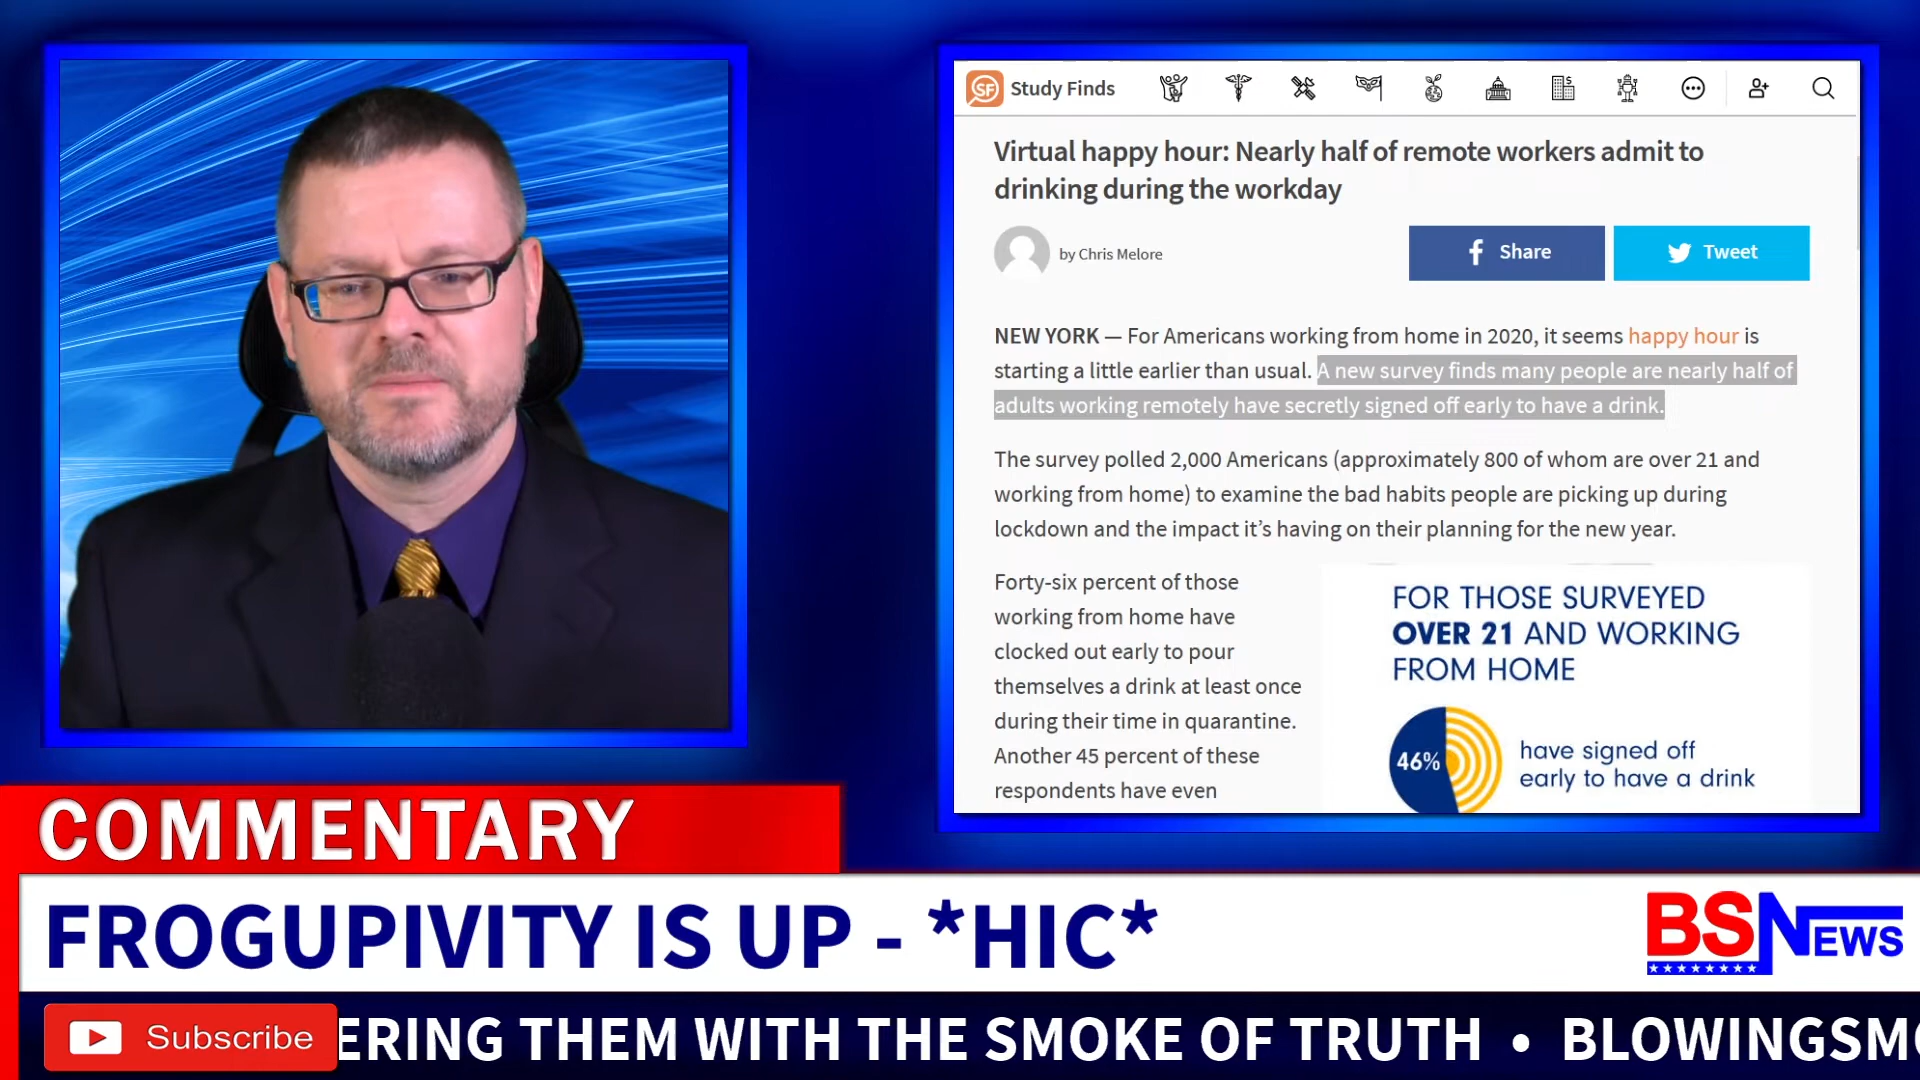 SF Study Finds
Virtual happy hour: Nearly half of remote workers admit to
drinking during the workday
by Chris Melore
Share
Tweet
NEW YORK — For Americans working from home in 2020, it seems happy hour is
starting a little earlier than usual. A new survey finds many people are nearly half of
adults working remotely have secretly signed off early to have a drink.
The survey polled 2,000 Americans (approximately 800 of whom are over 21 and
working from home) to examine the bad habits people are picking up during
lockdown and the impact it’s having on their planning for the new year.
Forty-six percent of those
working from home have
clocked out early to pour
themselves a drink at least once
during their time in quarantine.
Another 45 percent of these
respondents have even
FOR THOSE SURVEYED
OVER 21 AND WORKING
FROM HOME
46%
have signed off
early to have a drink
COMMENTARY
FROGUPIVITY IS UP - *HIC*
BSNEWS
Subscribe
ERING THEM WITH THE SMOKE OF TRUTH • BLOWINGSM